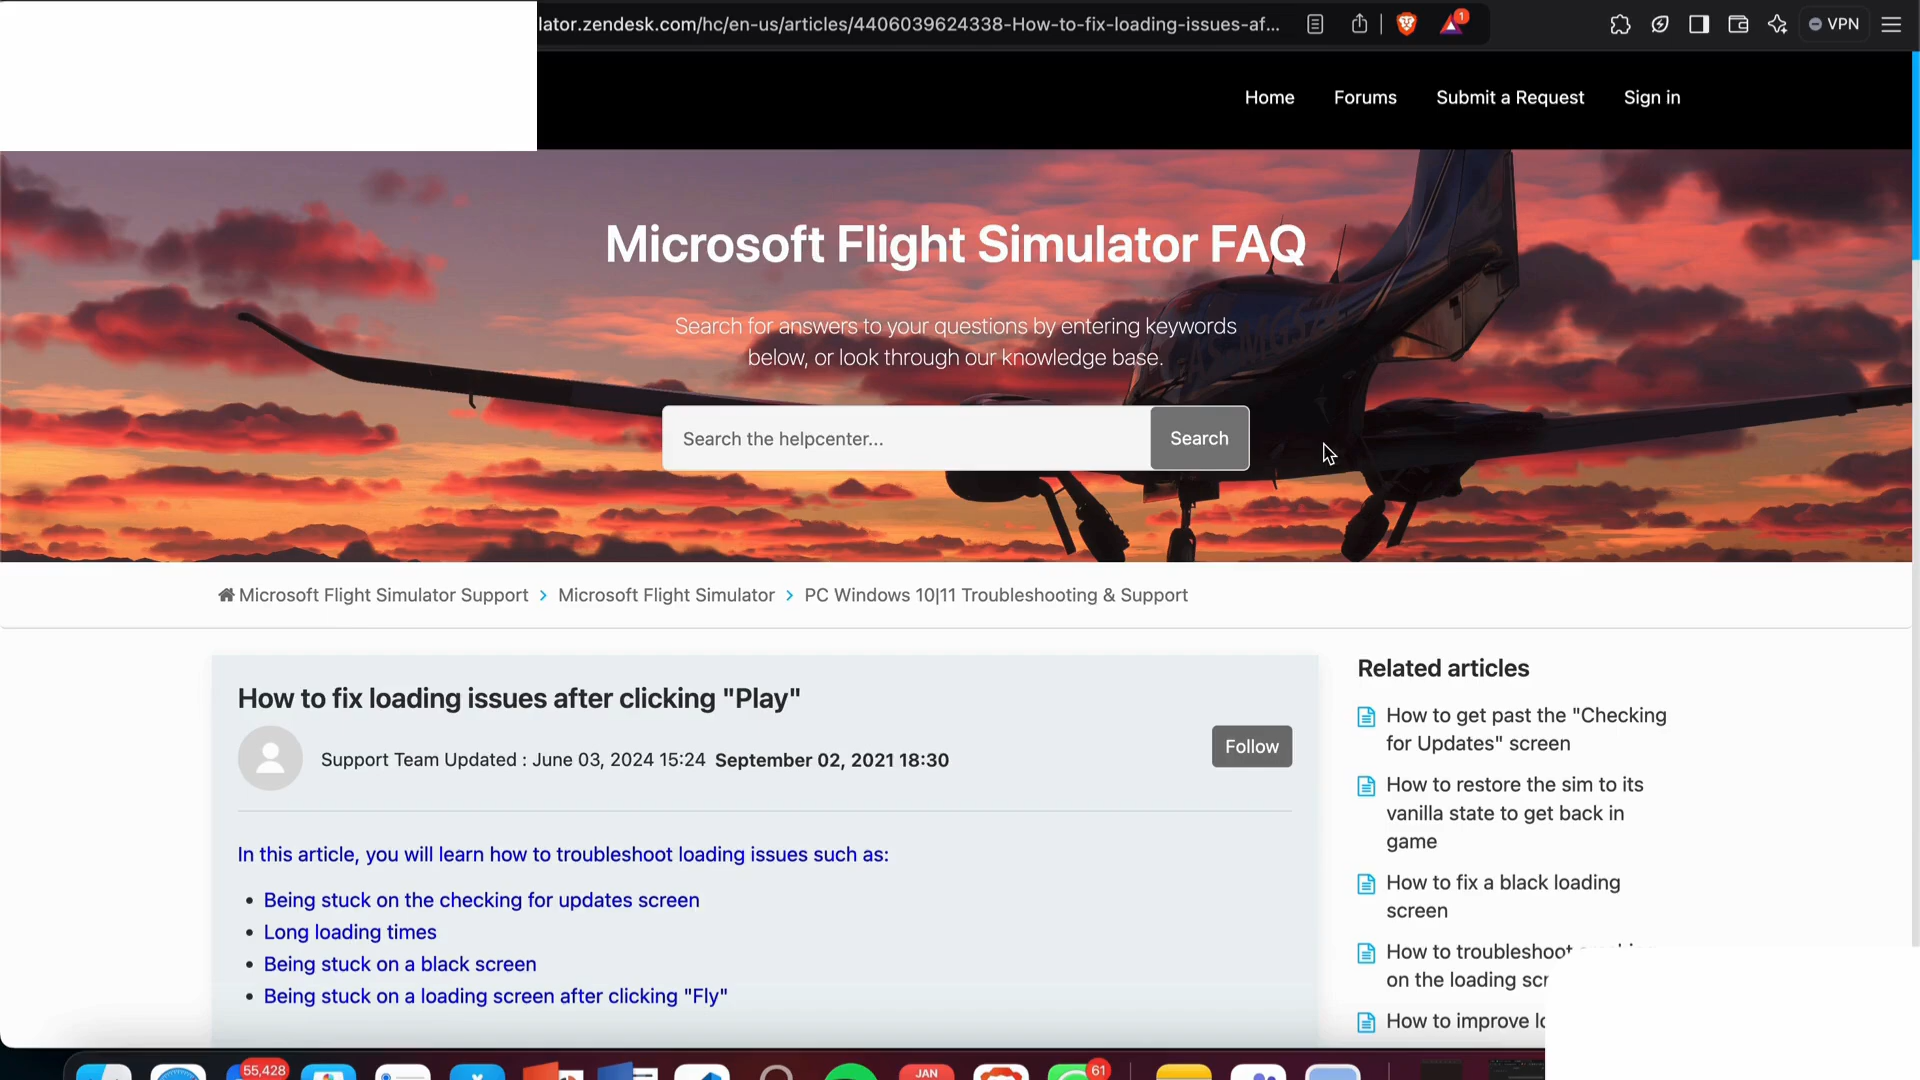 lator.zendesk.com/hc/en-us/articles/4406039624338-How-to-fix-loading-issues-af...
1
VPN
Home
Forums
Submit a Request
Sign in
Microsoft Flight Simulator FAQ
Search for answers to your questions by entering keywords
below, or look through our knowledge base.
Search the helpcenter...
Search
Microsoft Flight Simulator Support > Microsoft Flight Simulator > PC Windows 10|11 Troubleshooting & Support
How to fix loading issues after clicking "Play"
Support Team Updated : June 03, 2024 15:24 September 02, 2021 18:30
Follow
In this article, you will learn how to troubleshoot loading issues such as:
• Being stuck on the checking for updates screen
• Long loading times
• Being stuck on a black screen
• Being stuck on a loading screen after clicking "Fly"
Related articles
How to get past the "Checking
for Updates" screen
How to restore the sim to its
vanilla state to get back in
game
How to fix a black loading
screen
How to troubleshoot
on the loading scr
How to improve
55,428
JAN
61